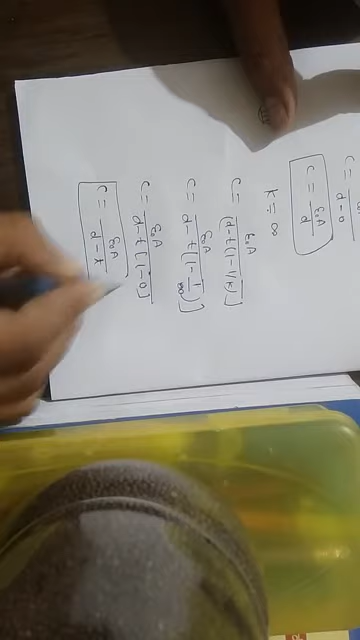 C = ε₀A / d-0
C = ε₀A / d
K = ∞
C = ε₀A / (d-t(1-1/K)]
C = ε₀A / d-t(1-1/∞)]
C = ε₀A / d-t[1-0]
C = ε₀A / d-t